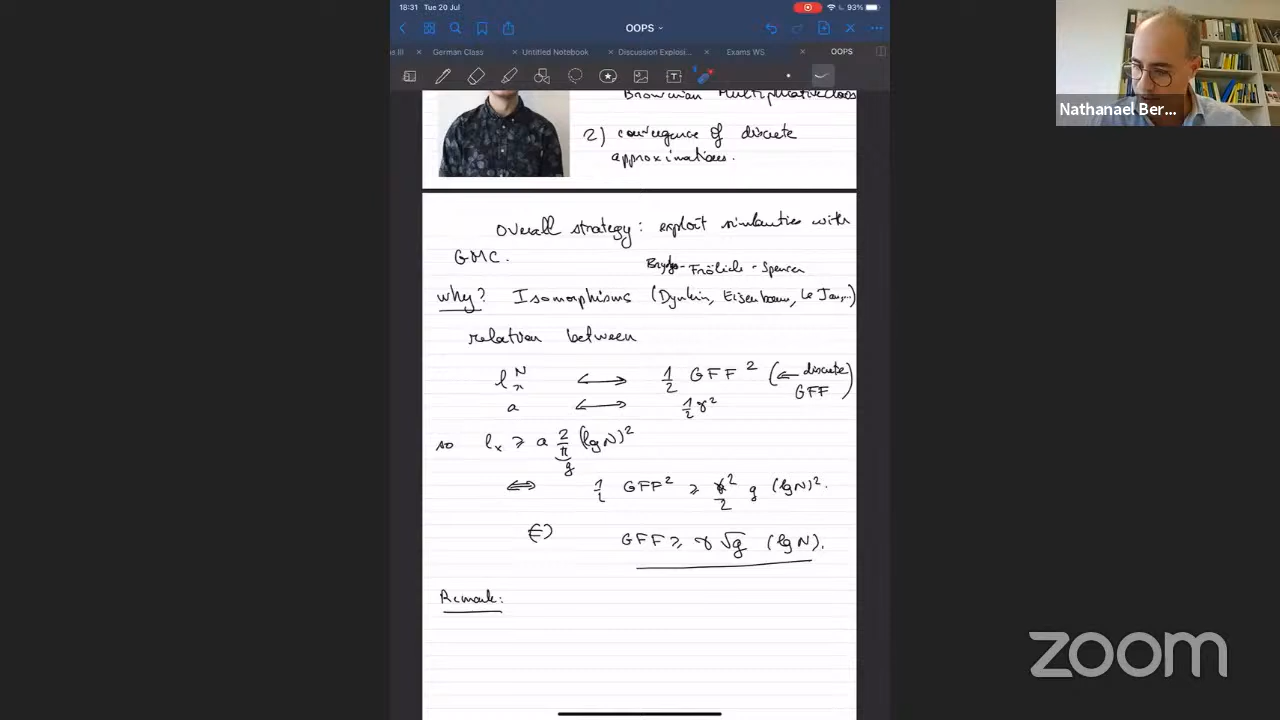 18:31 Tue 20 Jul
93%
OOPS
s III
German Class
Untitled Notebook
Discussion Explosi...
Exams WS
OOPS
Nathanael Ber...
Brownian Multiplicative Chaos
2) convergence of discrete
approximations.
Overall strategy: exploit similarities with
GMC.
Brydges - Fröhlich - Spencer
Why? Isomorphisms (Dynkin, Eisenbaum, Le Jan,...)
relation between
ℓ_x^N ⟷ 1/2 GFF² (← discrete
GFF)
a ⟷ 1/2 γ²
so ℓ_x ≥ a 2/π (log N)²
g
⟺ 1/2 GFF² ≥ γ²/2 g (log N)².
GFF ≥ γ √g (log N).
Remark:
zoom